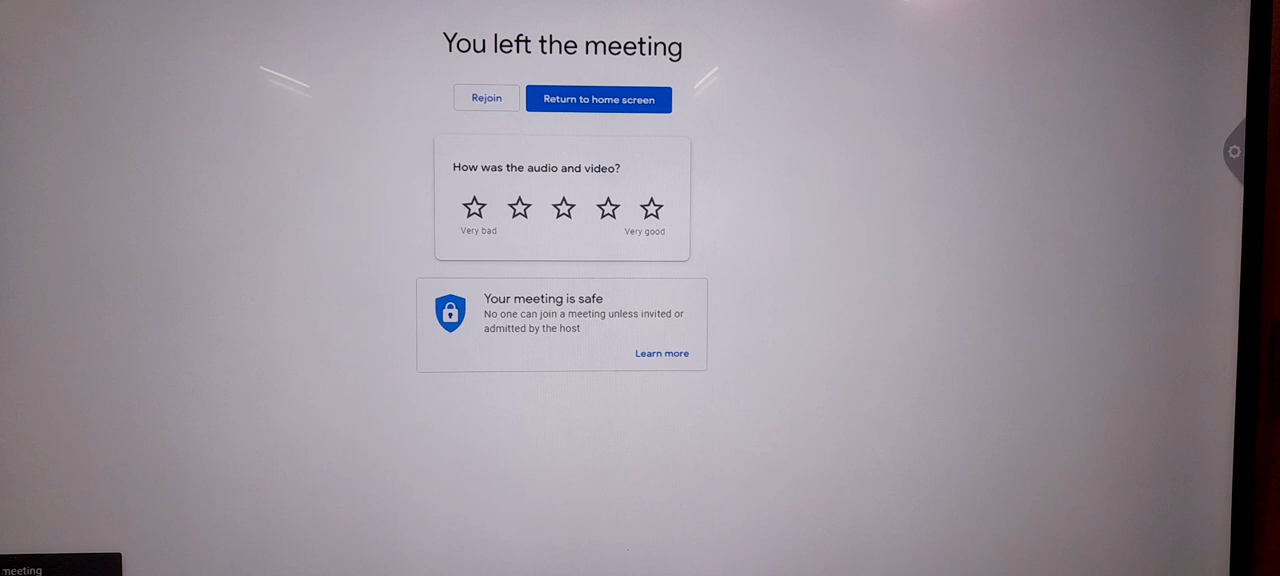 You left the meeting
Rejoin
Return to home screen
How was the audio and video?
Very bad
Very good
Your meeting is safe
No one can join a meeting unless invited or
admitted by the host
Learn more
meeting